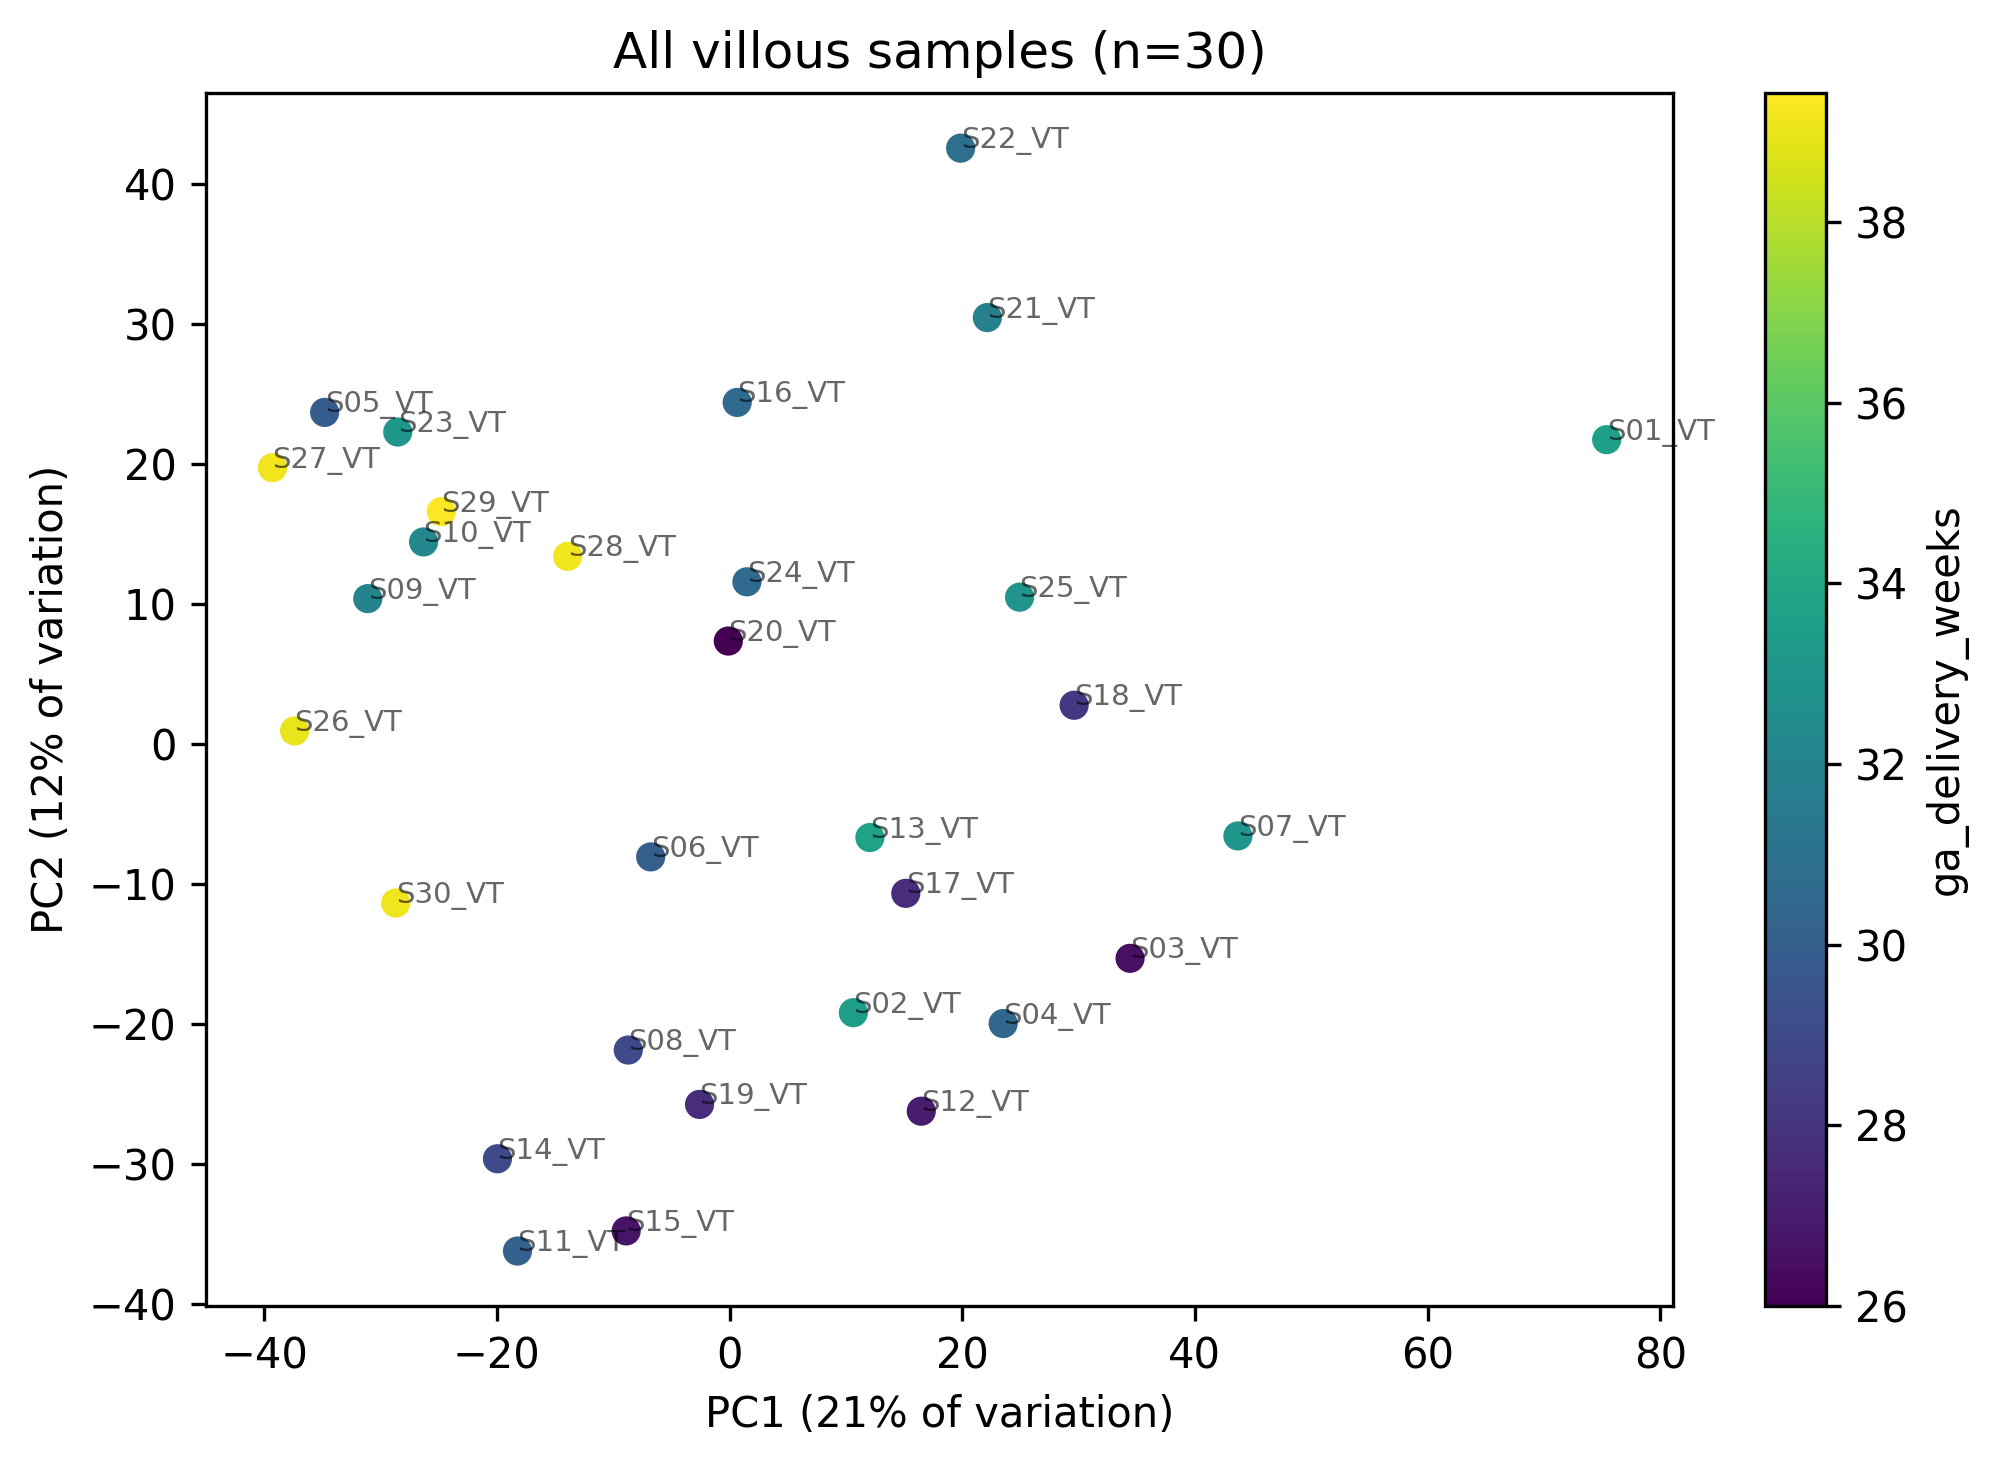 All villous samples (n=30)
S22_VT
40
38
S21_VT
30
S16_VT
36
S05_VT
S23_VT
S01_VT
S27_VT
20
S29_VT
S10_VT
S28_VT
S24_VT
34
S09_VT
S25_VT
10
S20_VT
S18_VT
32
S26_VT
0
PC2 (12% of variation)
ga_delivery_weeks
S13_VT
S07_VT
S06_VT
−10
S17_VT
S30_VT
30
S03_VT
S02_VT
S04_VT
−20
S08_VT
S19_VT
S12_VT
28
S14_VT
−30
S15_VT
S11_VT
−40
26
−40 −20 0 20 40 60 80
PC1 (21% of variation)